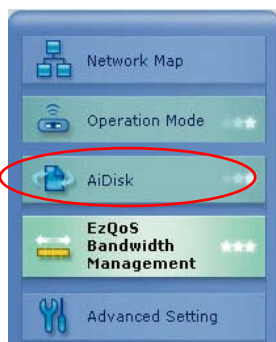 Network Map
Operation Mode
AiDisk
EzQoS
Bandwidth
Management
Advanced Setting